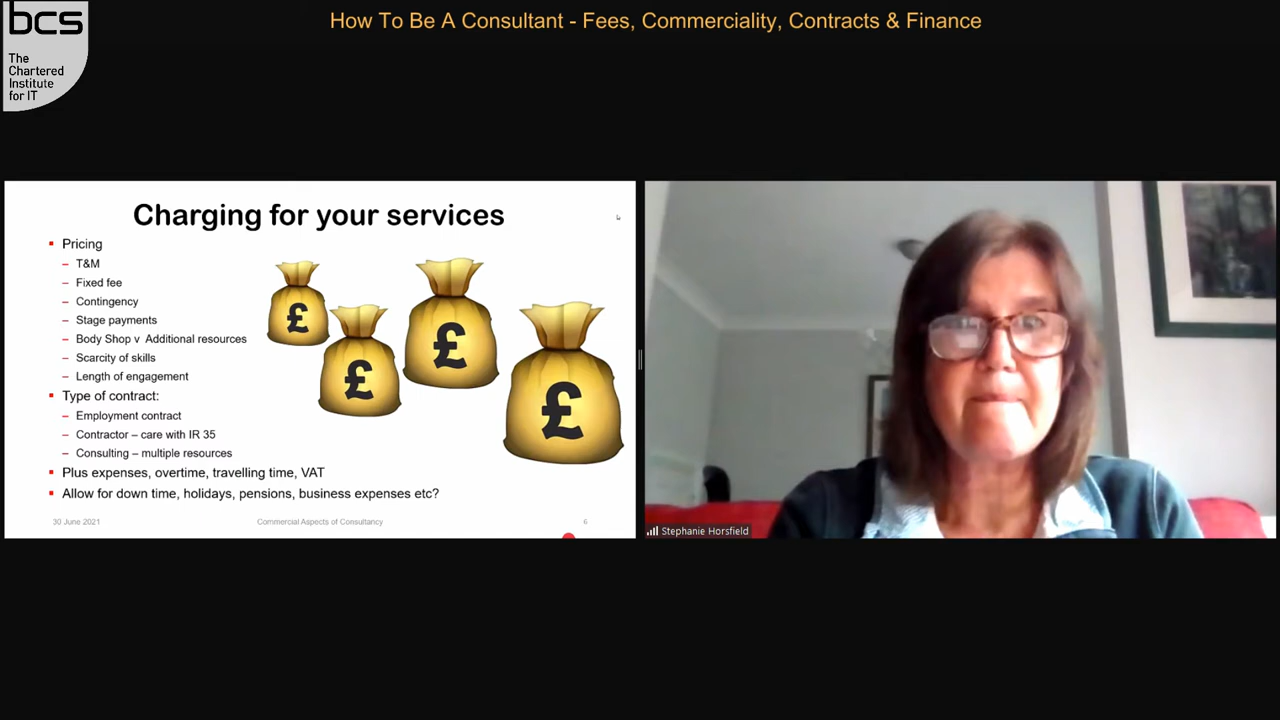 How To Be A Consultant - Fees, Commerciality, Contracts & Finance
bcs
The
Chartered
Institute
for IT
Charging for your services
Pricing
– T&M
– Fixed fee
– Contingency
– Stage payments
– Body Shop v Additional resources
– Scarcity of skills
– Length of engagement
Type of contract:
– Employment contract
– Contractor – care with IR 35
– Consulting – multiple resources
Plus expenses, overtime, travelling time, VAT
Allow for down time, holidays, pensions, business expenses etc?
£
£
£
£
30 June 2021
Commercial Aspects of Consultancy
6
Stephanie Horsfield